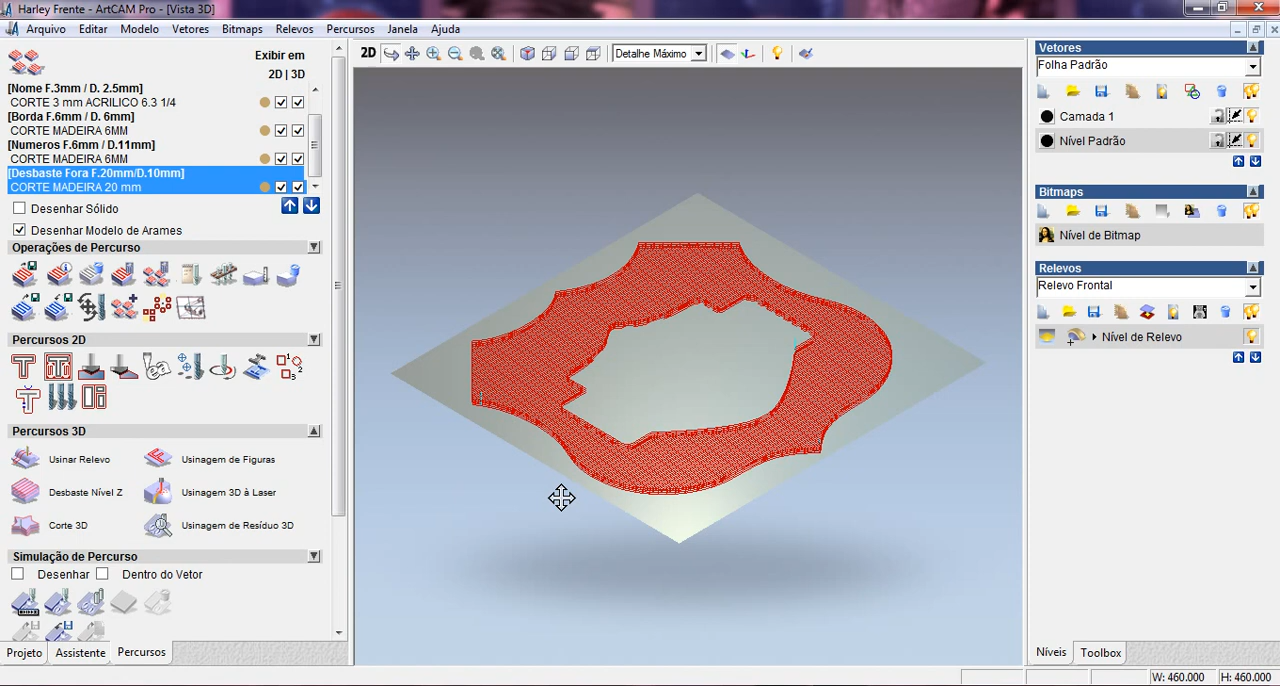 Harley Frente - ArtCAM Pro - [Vista 3D]
Arquivo Editar Modelo Vetores Bitmaps Relevos Percursos Janela Ajuda
Exibir em
2D | 3D
[Nome F.3mm / D. 2.5mm]
CORTE 3 mm ACRILICO 6.3 1/4
[Borda F.6mm / D. 6mm]
CORTE MADEIRA 6MM
[Numeros F.6mm / D.11mm]
CORTE MADEIRA 6MM
[Desbaste Fora F.20mm/D.10mm]
CORTE MADEIRA 20 mm
Desenhar Sólido
Desenhar Modelo de Arames
Operações de Percurso
Percursos 2D
Percursos 3D
Usinar Relevo
Usinagem de Figuras
Desbaste Nível Z
Usinagem 3D à Laser
Corte 3D
Usinagem de Resíduo 3D
Simulação de Percurso
Desenhar
Dentro do Vetor
Projeto Assistente Percursos
2D
Detalhe Máximo
Vetores
Folha Padrão
Camada 1
Nível Padrão
Bitmaps
Nível de Bitmap
Relevos
Relevo Frontal
Nível de Relevo
Níveis Toolbox
W: 460.000 H: 460.000